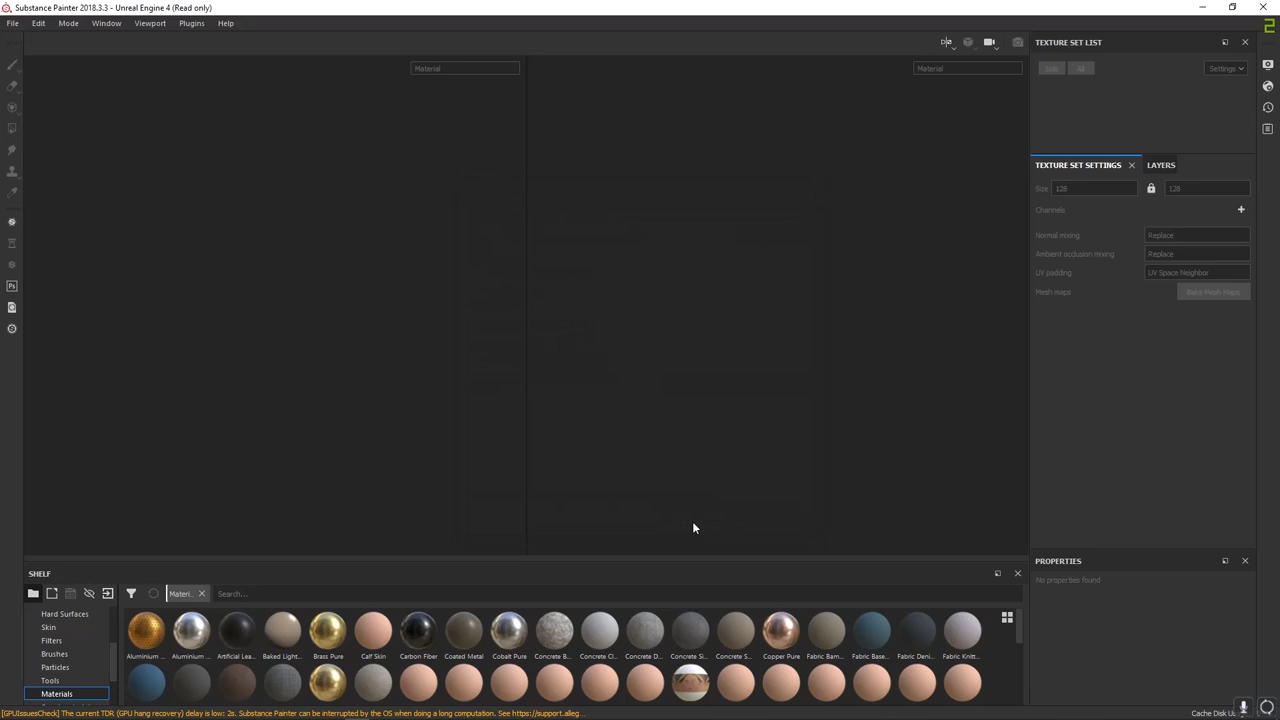 Substance Painter 2018.3.3 - Unreal Engine 4 (Read only)
File Edit Mode Window Viewport Plugins Help
Material
Material
TEXTURE SET LIST
All
Settings
TEXTURE SET SETTINGS
LAYERS
Size 128 128
Channels
Normal mixing Replace
Ambient occlusion mixing Replace
UV padding UV Space Neighbor
Mesh maps Bake Mesh Maps
PROPERTIES
No properties found
SHELF
Materi...
Search...
Hard Surfaces
Skin
Filters
Brushes
Particles
Tools
Materials
Ps
Aluminium ... Aluminium ... Artificial Lea... Baked Light... Brass Pure Calf Skin Carbon Fiber Coated Metal Cobalt Pure Concrete B... Concrete Cl... Concrete D... Concrete Si... Concrete S... Copper Pure Fabric Bam... Fabric Base... Fabric Deni... Fabric Knitt...
[GPUIssuesCheck] The current TDR (GPU hang recovery) delay is low: 2s. Substance Painter can be interrupted by the OS when doing a long computation. See https://support.alleg...
Cache Disk U
2